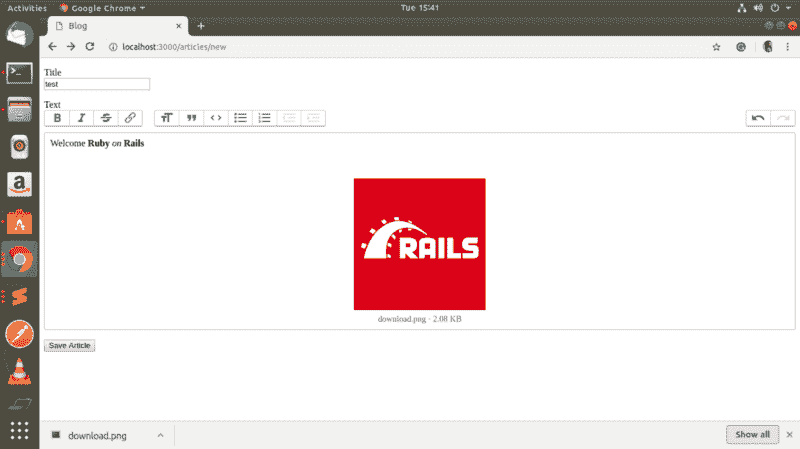 Activities Google Chrome Tue 15:41
Blog
localhost:3000/articles/new
Title
test
Text
B I S
Welcome Ruby on Rails
RAILS
download.png · 2.08 KB
Save Article
download.png Show all